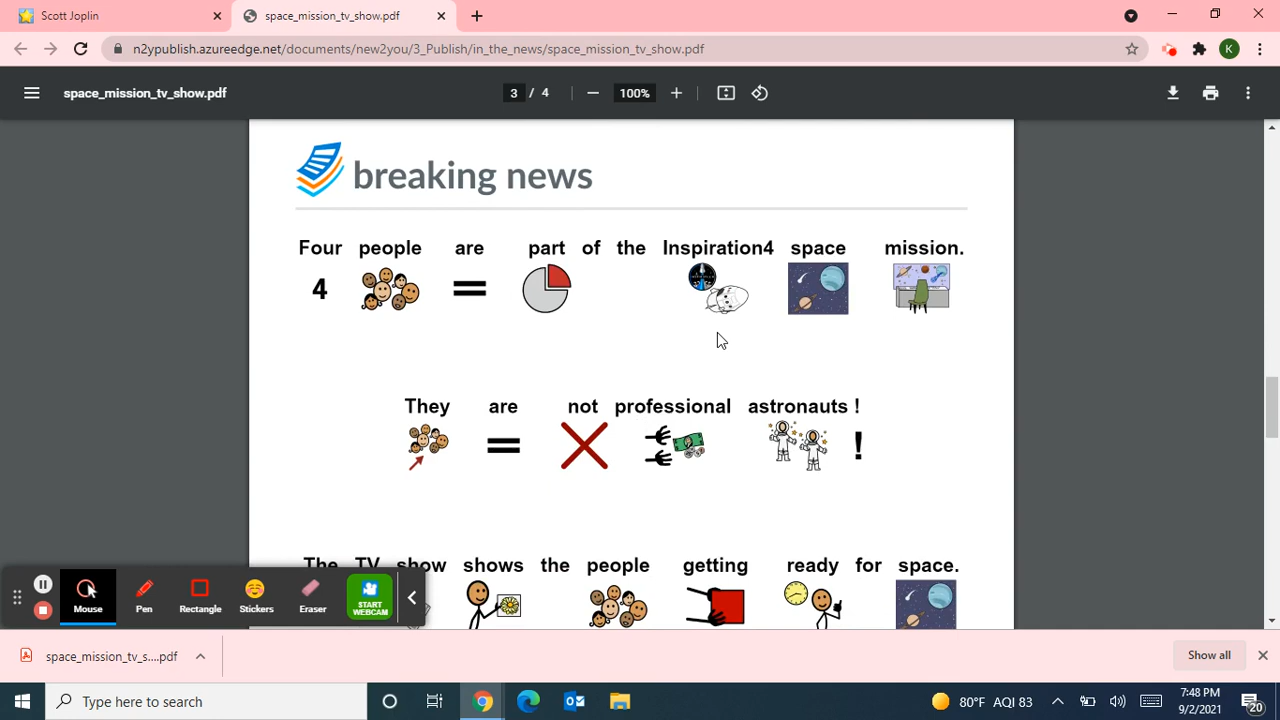 Scott Joplin
space_mission_tv_show.pdf
n2ypublish.azureedge.net/documents/new2you/3_Publish/in_the_news/space_mission_tv_show.pdf
K
space_mission_tv_show.pdf
3 / 4
100%
breaking news
Four people are part of the Inspiration4 space mission.
4
They are not professional astronauts !
!
The TV show shows the people getting ready for space.
Mouse
Pen
Rectangle
Stickers
Eraser
START WEBCAM
space_mission_tv_s....pdf
Show all
Type here to search
80°F AQI 83
7:48 PM
9/2/2021
20